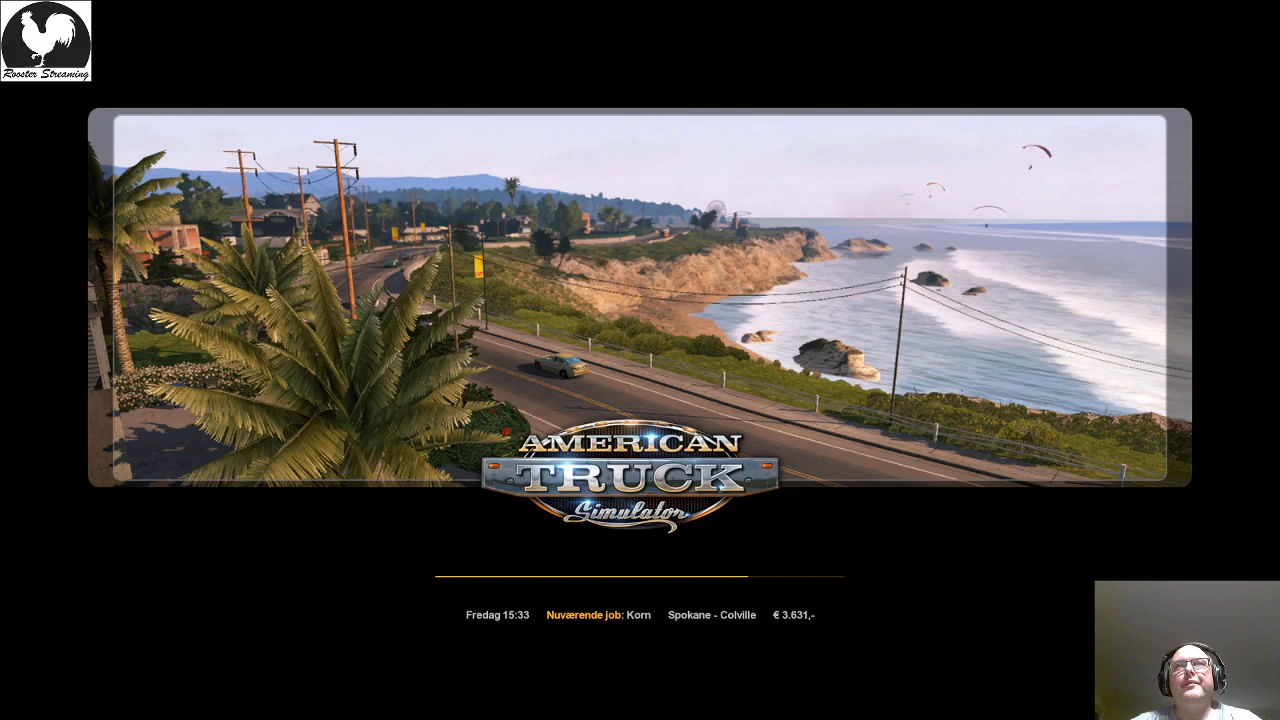 Rooster Streaming
AMERICAN
TRUCK
Simulator
Fredag 15:33 Nuværende job: Korn Spokane - Colville € 3.631,-